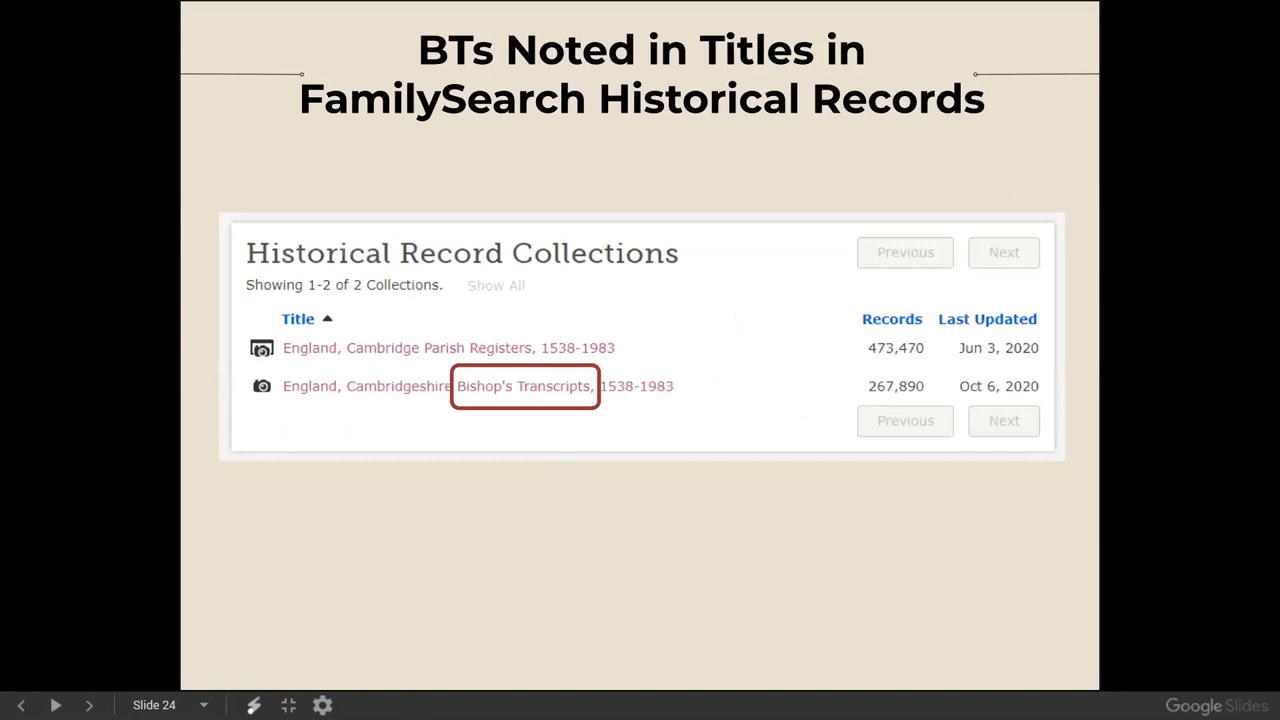 BTs Noted in Titles in
FamilySearch Historical Records
Historical Record Collections
Previous
Next
Showing 1-2 of 2 Collections.
Show All
Title
Records
Last Updated
England, Cambridge Parish Registers, 1538-1983
473,470
Jun 3, 2020
England, Cambridgeshire Bishop's Transcripts, 1538-1983
267,890
Oct 6, 2020
Previous
Next
Slide 24
Google Slides